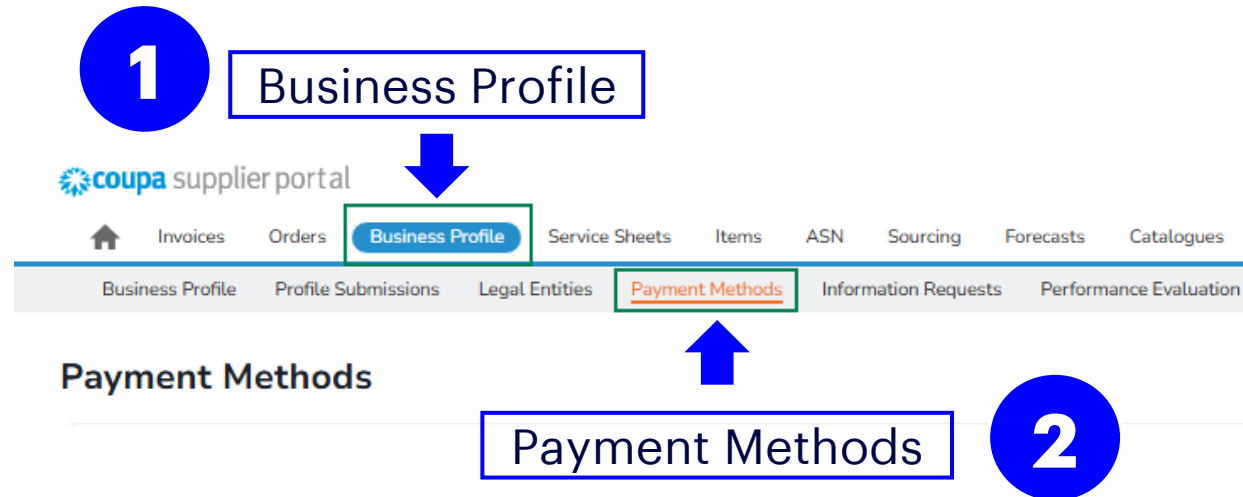 1
Business Profile
coupa supplier portal
Invoices Orders Business Profile Service Sheets Items ASN Sourcing Forecasts Catalogues
Business Profile Profile Submissions Legal Entities Payment Methods Information Requests Performance Evaluation
Payment Methods
Payment Methods
2